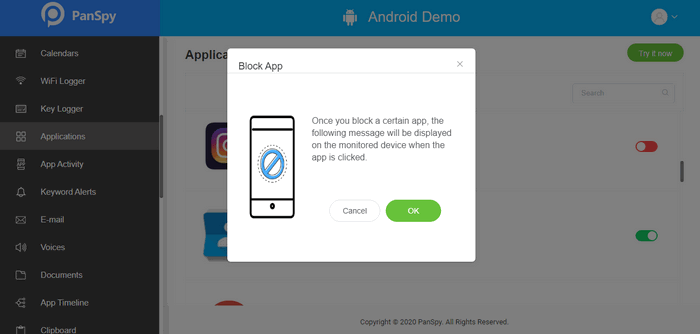 PanSpy
Android Demo
Calendars
WiFi Logger
Key Logger
Applications
App Activity
Keyword Alerts
E-mail
Voices
Documents
App Timeline
Clipboard
Try it now
Search
Block App
Once you block a certain app, the
following message will be displayed
on the monitored device when the
app is clicked.
Cancel
OK
Copyright © 2020 PanSpy. All Rights Reserved.